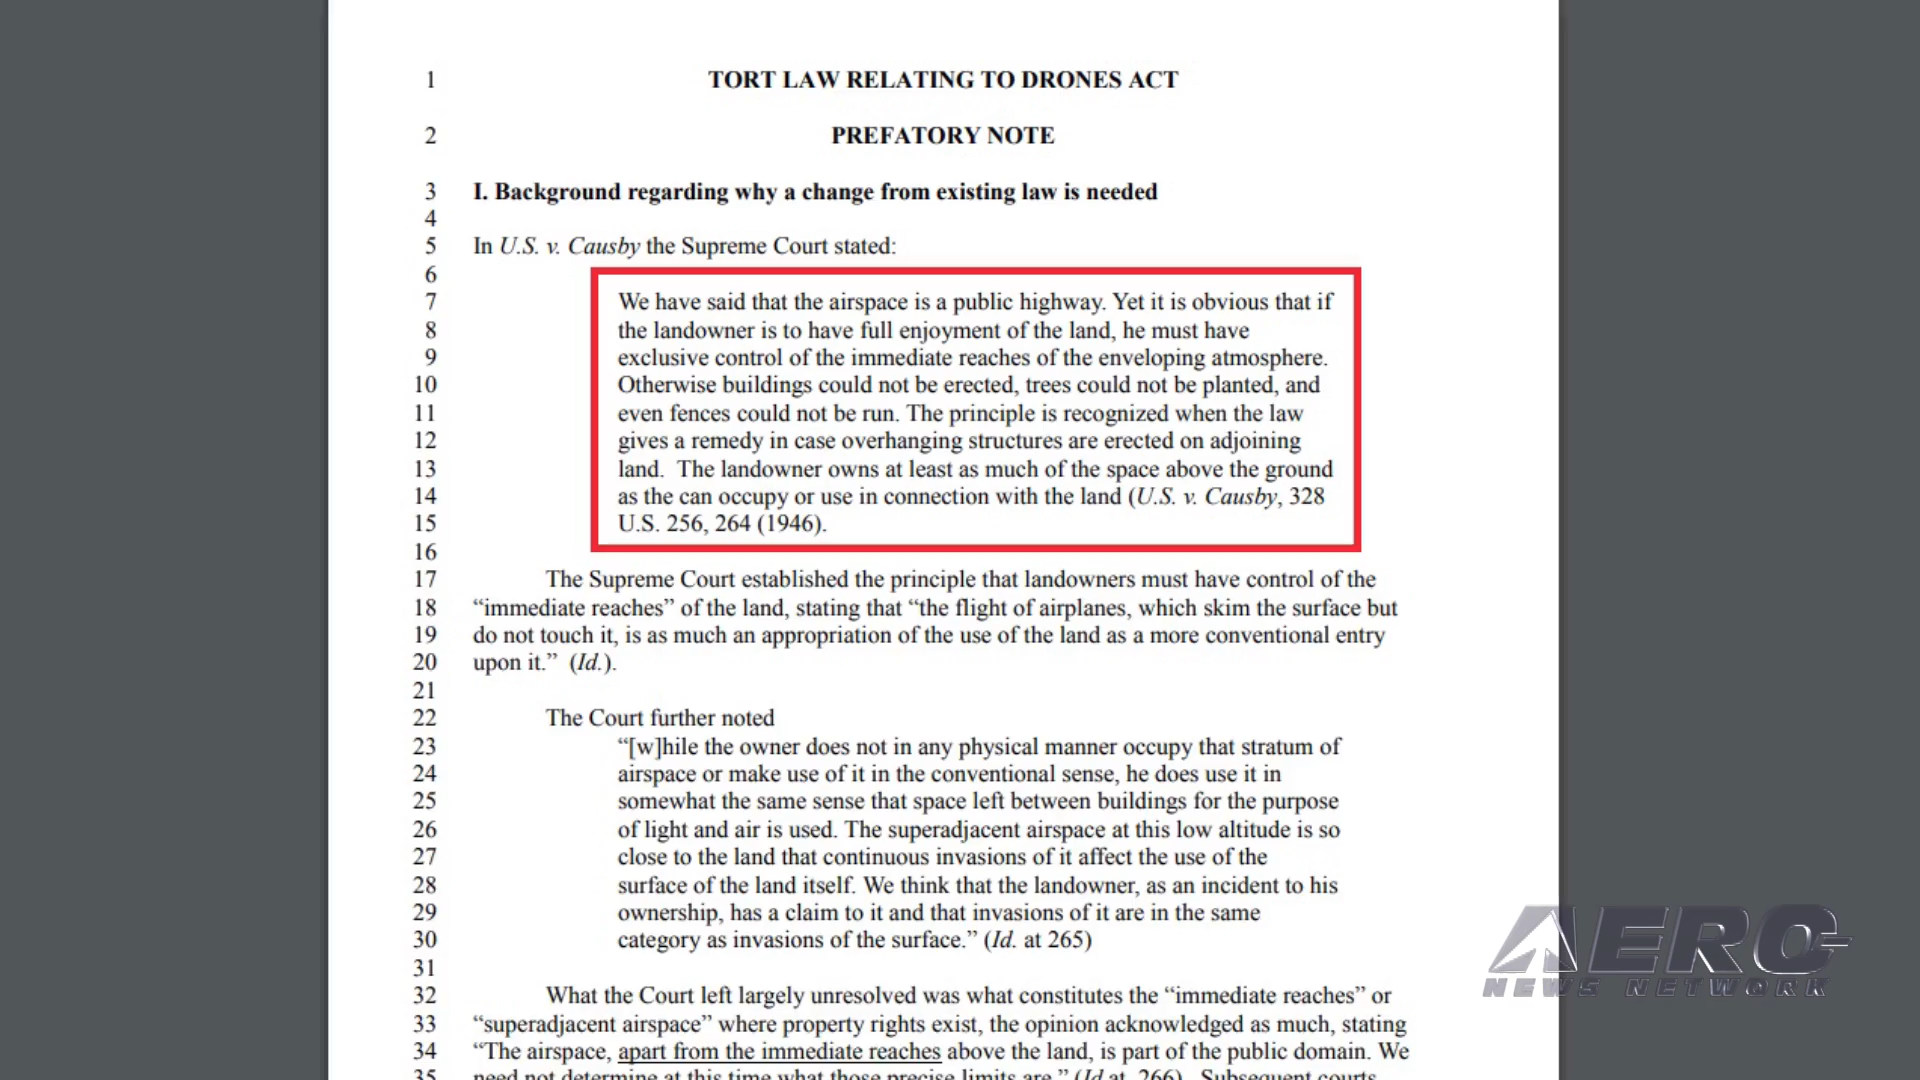 1 TORT LAW RELATING TO DRONES ACT
2 PREFATORY NOTE
3 I. Background regarding why a change from existing law is needed
4
5 In U.S. v. Causby the Supreme Court stated:
6
7 We have said that the airspace is a public highway. Yet it is obvious that if
8 the landowner is to have full enjoyment of the land, he must have
9 exclusive control of the immediate reaches of the enveloping atmosphere.
10 Otherwise buildings could not be erected, trees could not be planted, and
11 even fences could not be run. The principle is recognized when the law
12 gives a remedy in case overhanging structures are erected on adjoining
13 land.  The landowner owns at least as much of the space above the ground
14 as the can occupy or use in connection with the land (U.S. v. Causby, 328
15 U.S. 256, 264 (1946).
16
17 The Supreme Court established the principle that landowners must have control of the
18 “immediate reaches” of the land, stating that “the flight of airplanes, which skim the surface but
19 do not touch it, is as much an appropriation of the use of the land as a more conventional entry
20 upon it.”  (Id.).
21
22 The Court further noted
23 “[w]hile the owner does not in any physical manner occupy that stratum of
24 airspace or make use of it in the conventional sense, he does use it in
25 somewhat the same sense that space left between buildings for the purpose
26 of light and air is used. The superadjacent airspace at this low altitude is so
27 close to the land that continuous invasions of it affect the use of the
28 surface of the land itself. We think that the landowner, as an incident to his
29 ownership, has a claim to it and that invasions of it are in the same
30 category as invasions of the surface.” (Id. at 265)
31
32 What the Court left largely unresolved was what constitutes the “immediate reaches” or
33 “superadjacent airspace” where property rights exist, the opinion acknowledged as much, stating
34 “The airspace, apart from the immediate reaches above the land, is part of the public domain. We
35 need not determine at this time what those precise limits are.” (Id at  266).  Subsequent courts
AERO
NEWS NETWORK